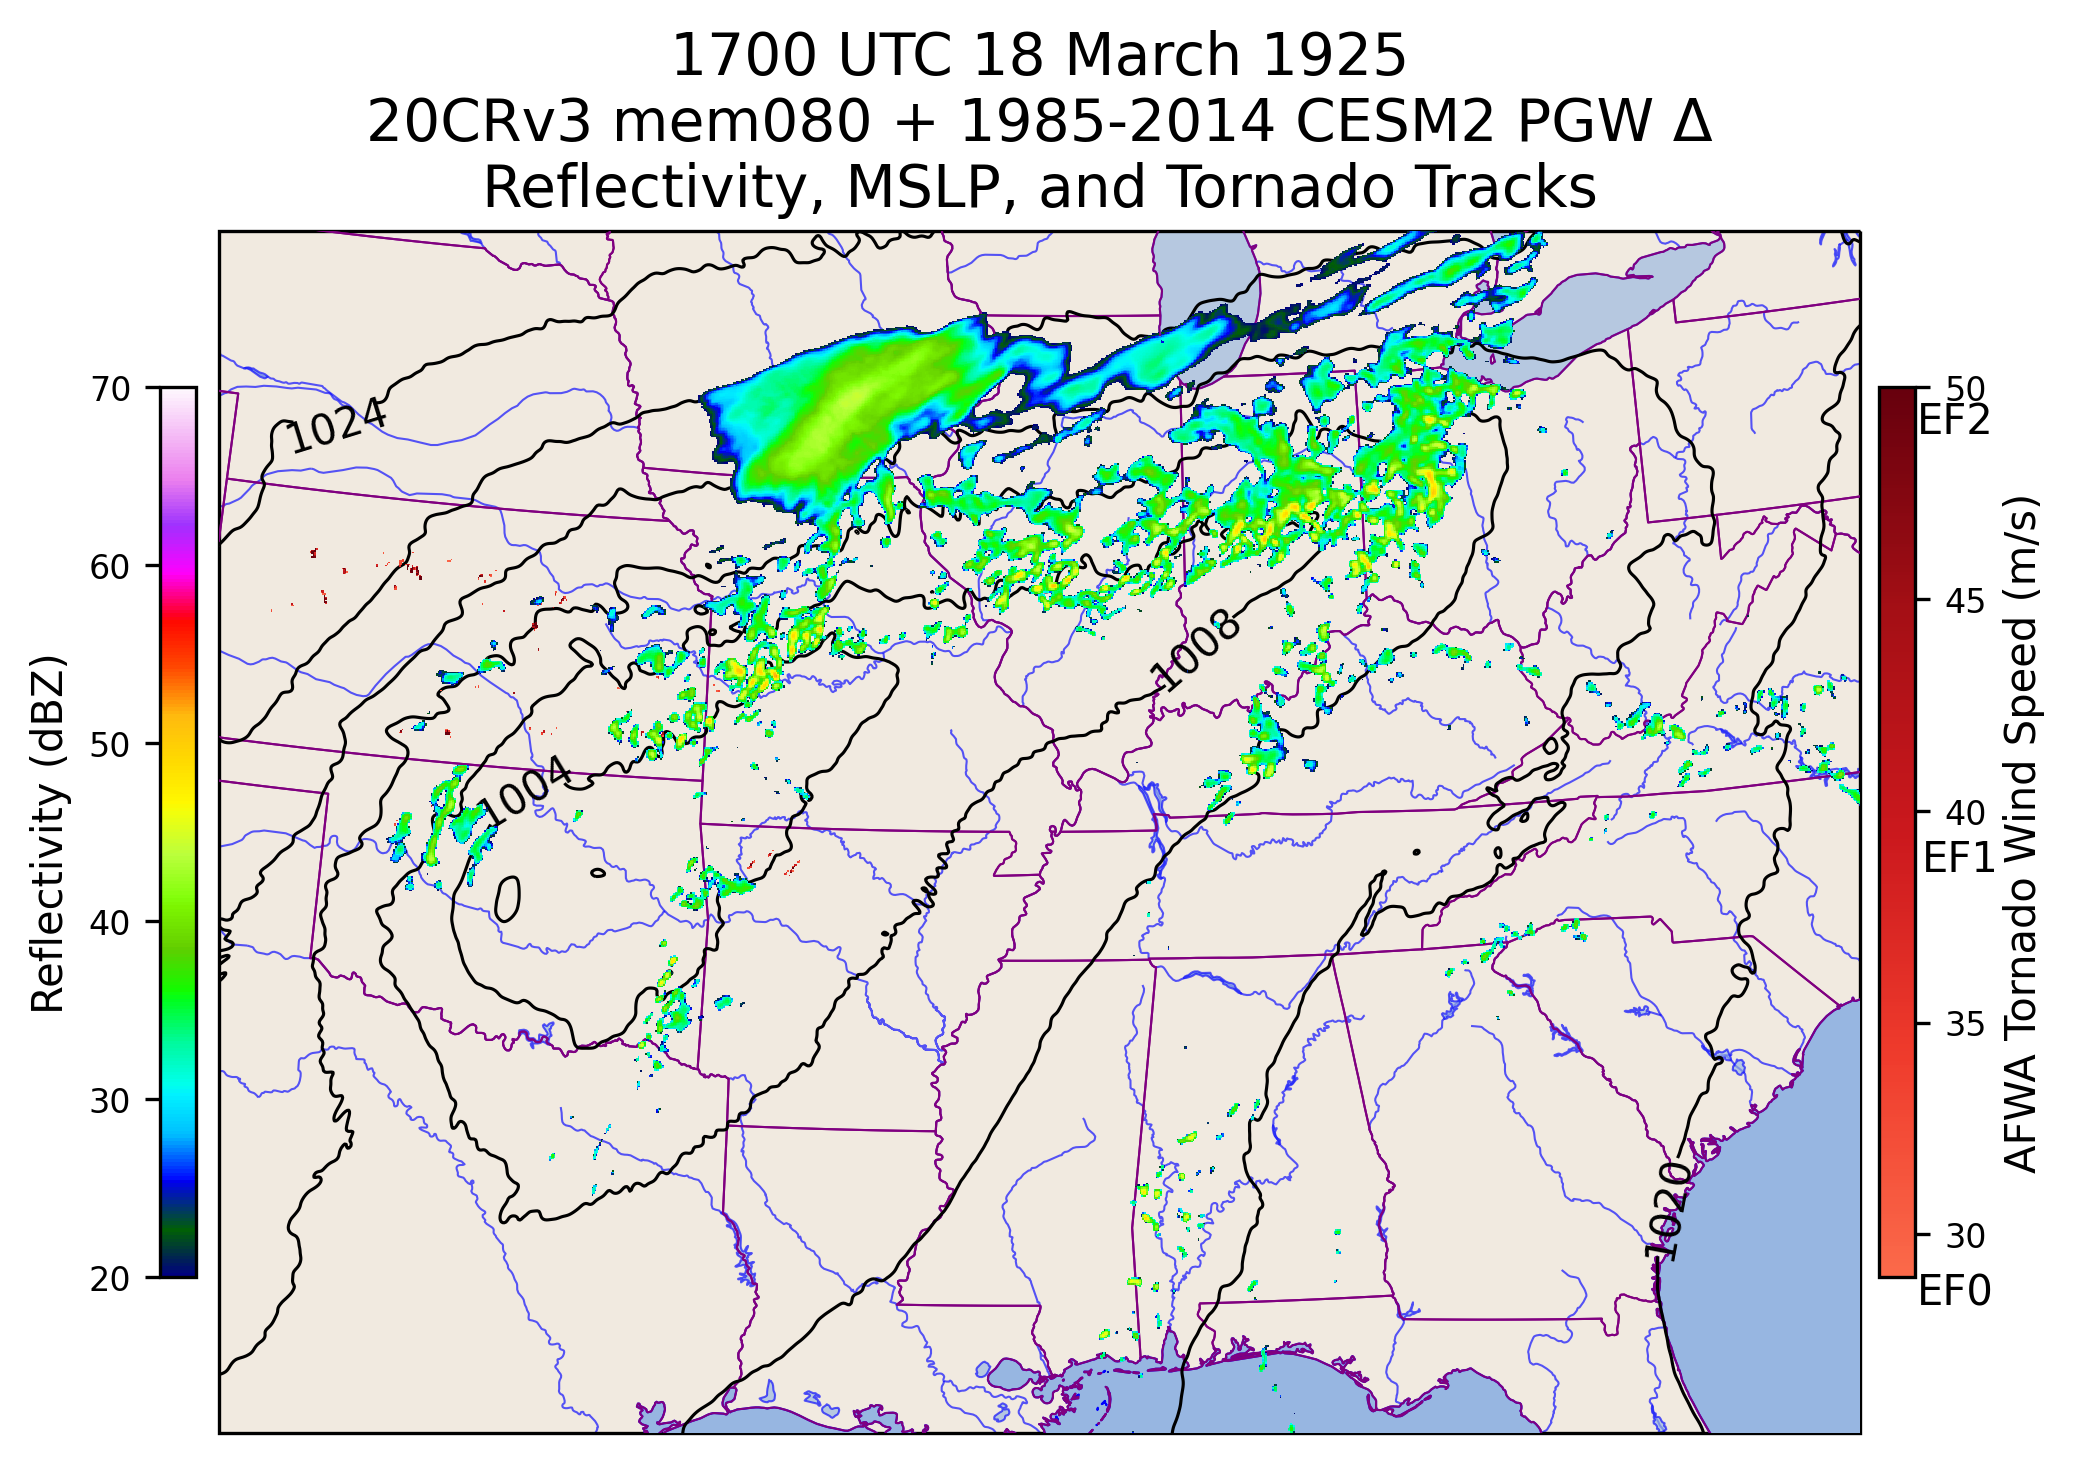 1700 UTC 18 March 1925
20CRv3 mem080 + 1985-2014 CESM2 PGW Δ
Reflectivity, MSLP, and Tornado Tracks
Reflectivity (dBZ)
70
60
50
40
30
20
1024
1008
1004
1020
50
EF2
45
40
EF1
35
30
EF0
AFWA Tornado Wind Speed (m/s)